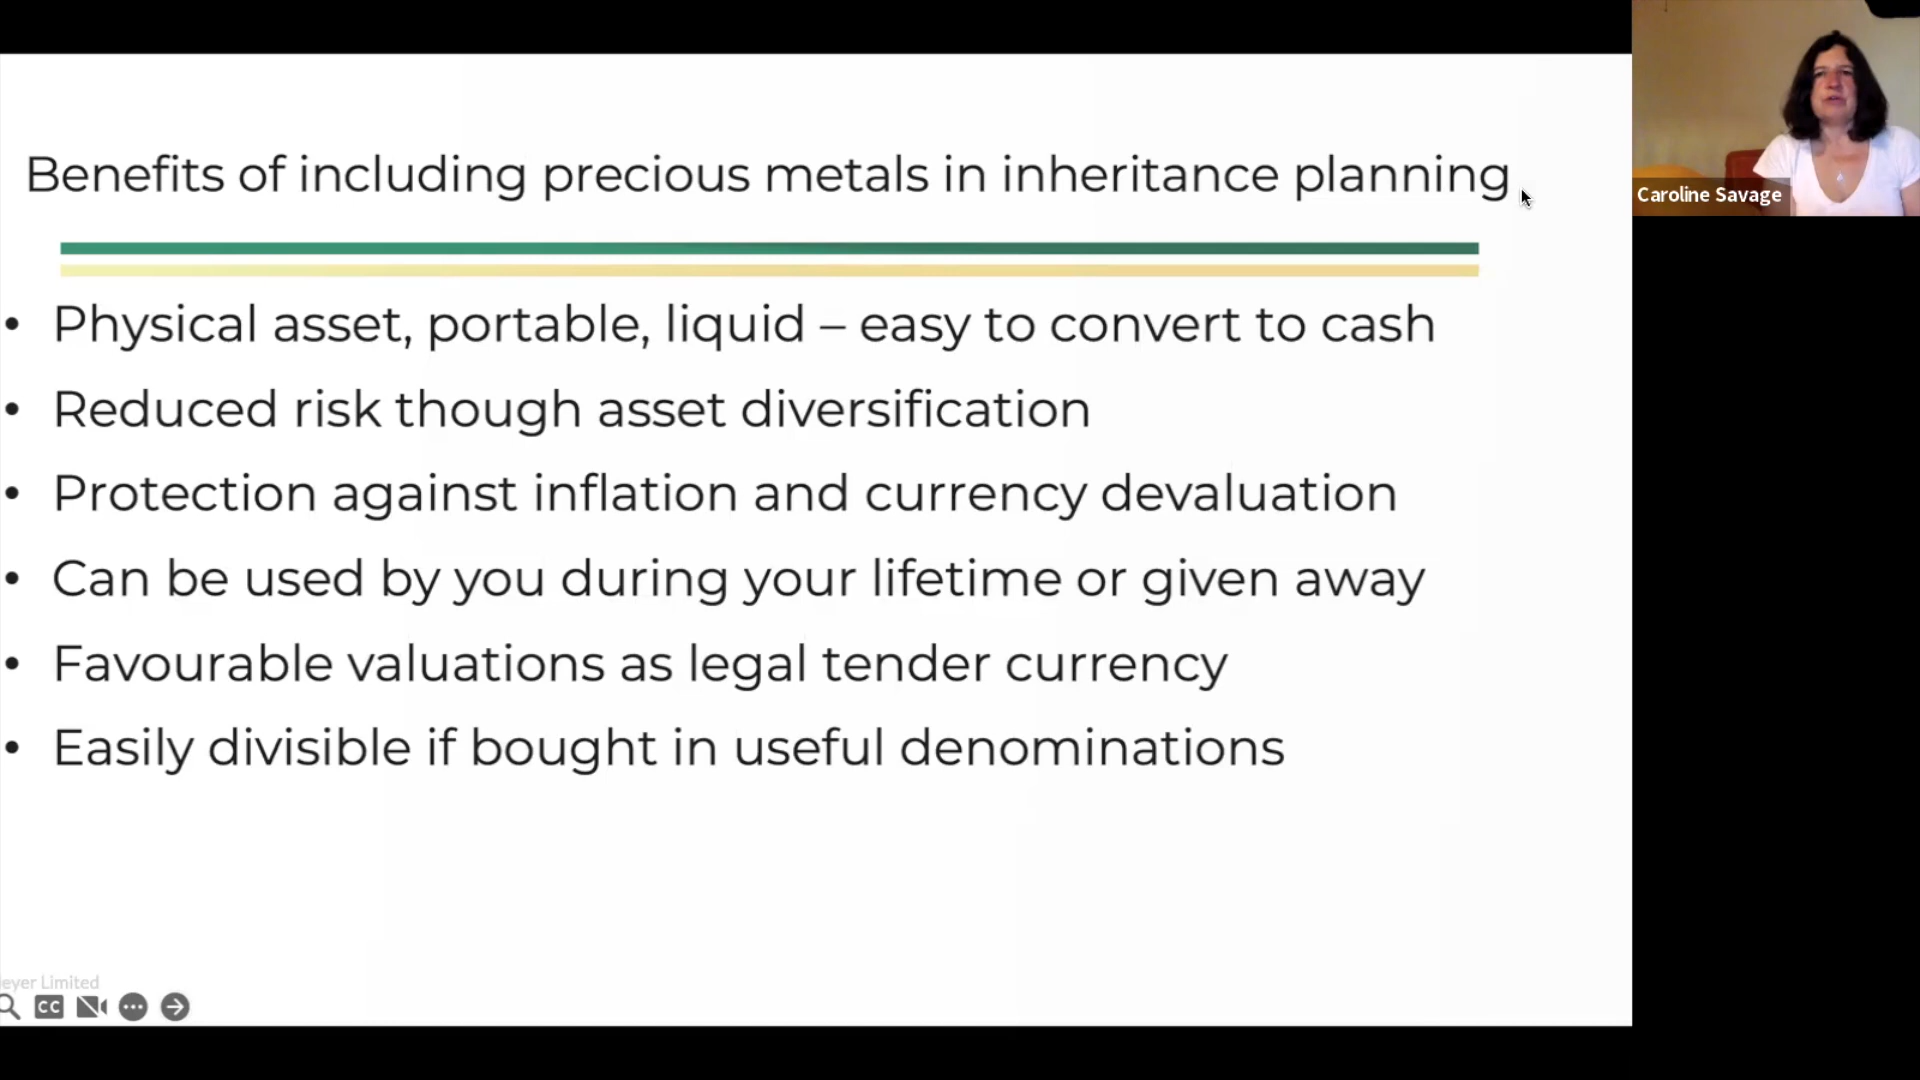 Benefits of including precious metals in inheritance planning
• Physical asset, portable, liquid – easy to convert to cash
• Reduced risk though asset diversification
• Protection against inflation and currency devaluation
• Can be used by you during your lifetime or given away
• Favourable valuations as legal tender currency
• Easily divisible if bought in useful denominations
Caroline Savage
eyer Limited
CC